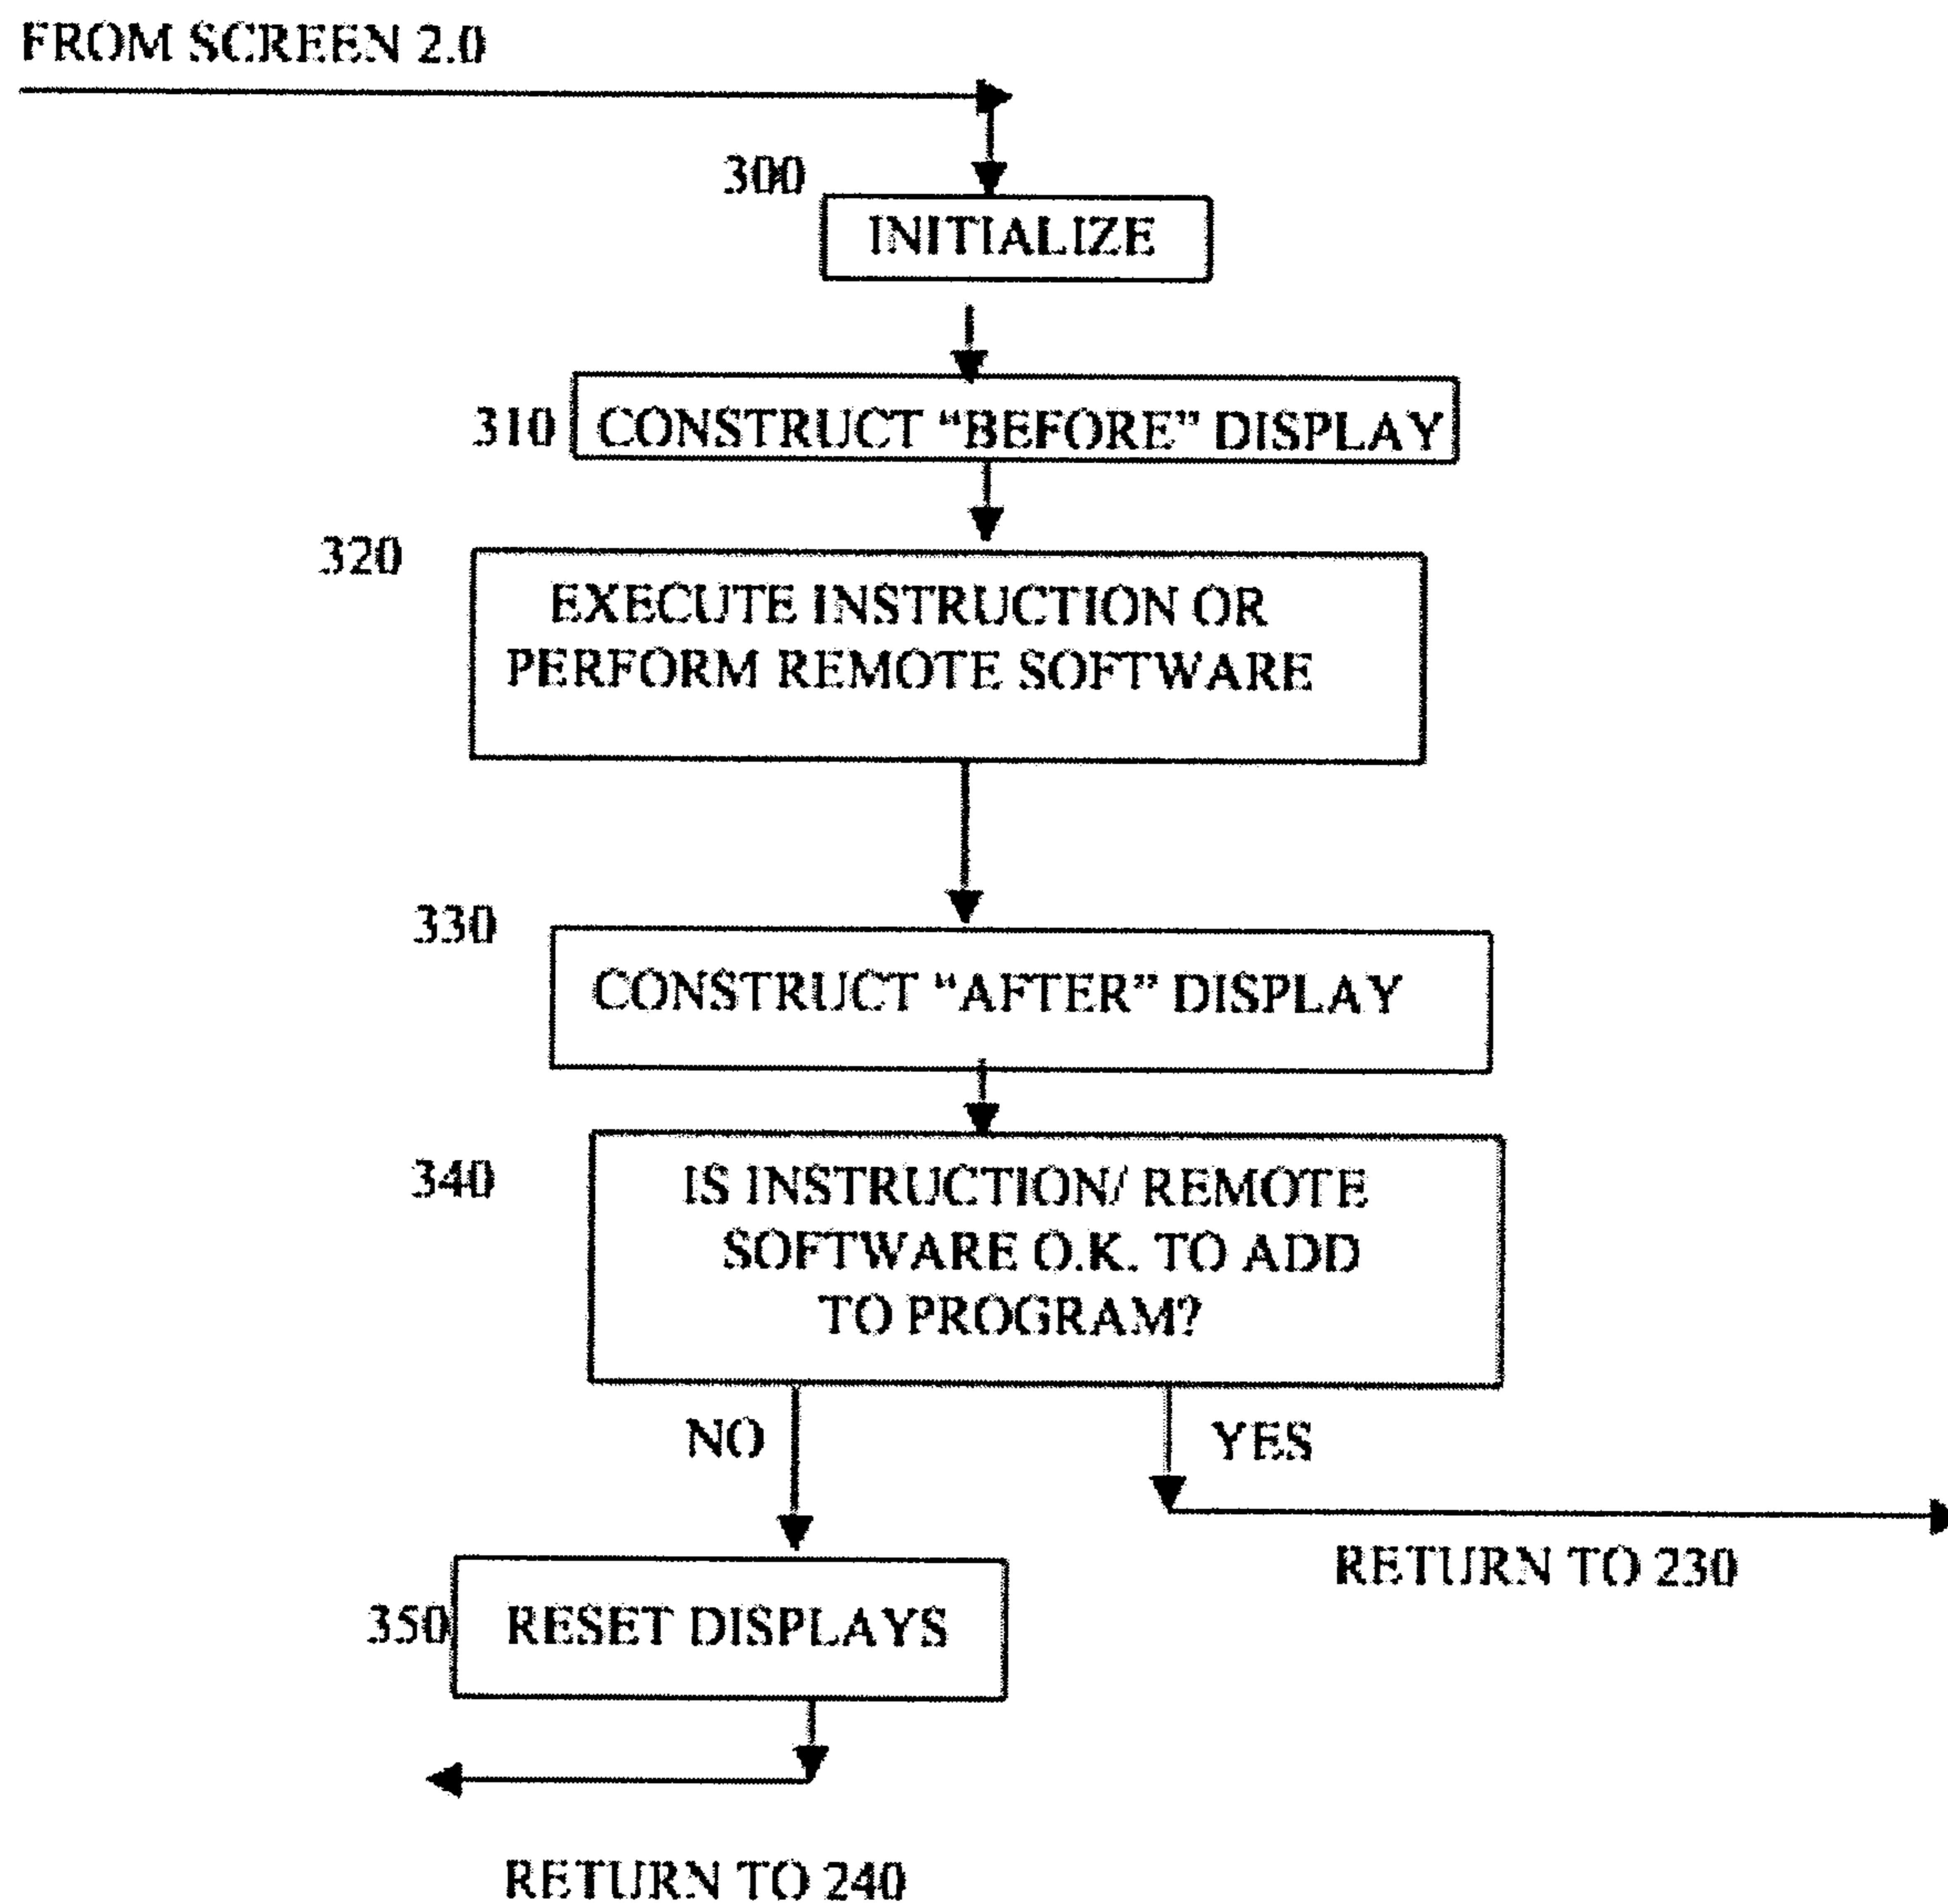 FROM SCREEN 2.0
300
INITIALIZE
310
CONSTRUCT “BEFORE” DISPLAY
320
EXECUTE INSTRUCTION OR
PERFORM REMOTE SOFTWARE
330
CONSTRUCT “AFTER” DISPLAY
340
IS INSTRUCTION/ REMOTE
SOFTWARE O.K. TO ADD
TO PROGRAM?
NO
YES
RETURN TO 230
350
RESET DISPLAYS
RETURN TO 240